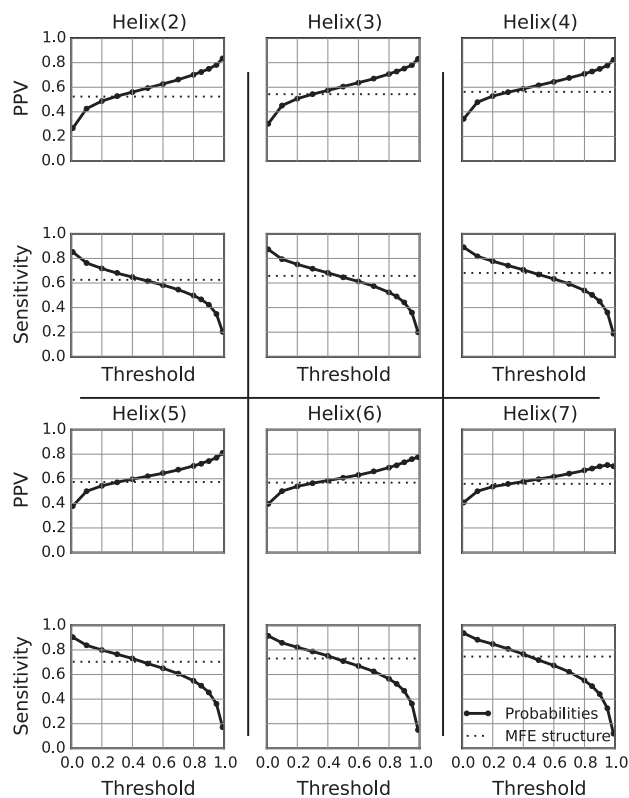 Helix(2) Helix(3) Helix(4)
PPV
1.0
0.8
0.6
0.4
0.2
0.0
Sensitivity
1.0
0.8
0.6
0.4
0.2
0.0
Threshold Threshold Threshold
Helix(5) Helix(6) Helix(7)
PPV
1.0
0.8
0.6
0.4
0.2
0.0
Sensitivity
1.0
0.8
0.6
0.4
0.2
0.0
Probabilities
MFE structure
0.0 0.2 0.4 0.6 0.8 1.0 0.0 0.2 0.4 0.6 0.8 1.0 0.0 0.2 0.4 0.6 0.8 1.0
Threshold Threshold Threshold